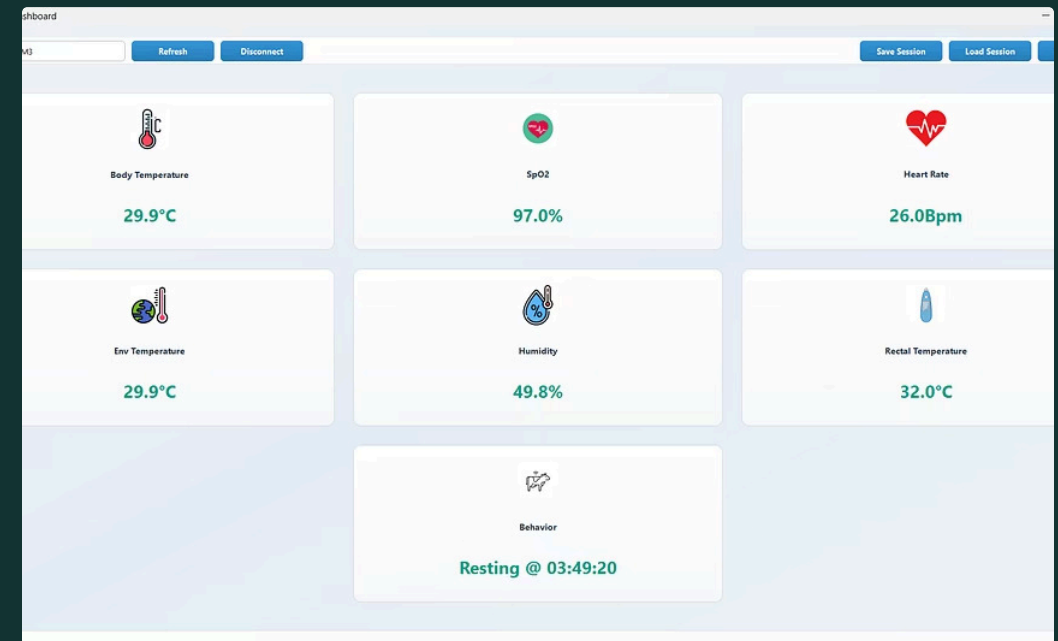 shboard
M3
Refresh
Disconnect
Save Session
Load Session
C
Body Temperature
29.9°C
SpO2
97.0%
Heart Rate
26.0Bpm
Env Temperature
29.9°C
%
Humidity
49.8%
Rectal Temperature
32.0°C
Behavior
Resting @ 03:49:20